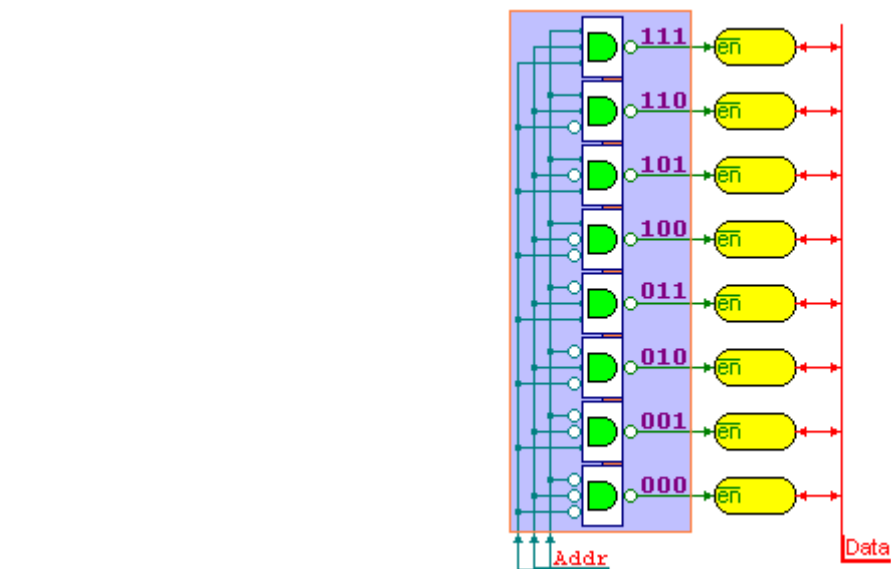 111 en
110 en
101 en
100 en
011 en
010 en
001 en
000 en
Data
Addr